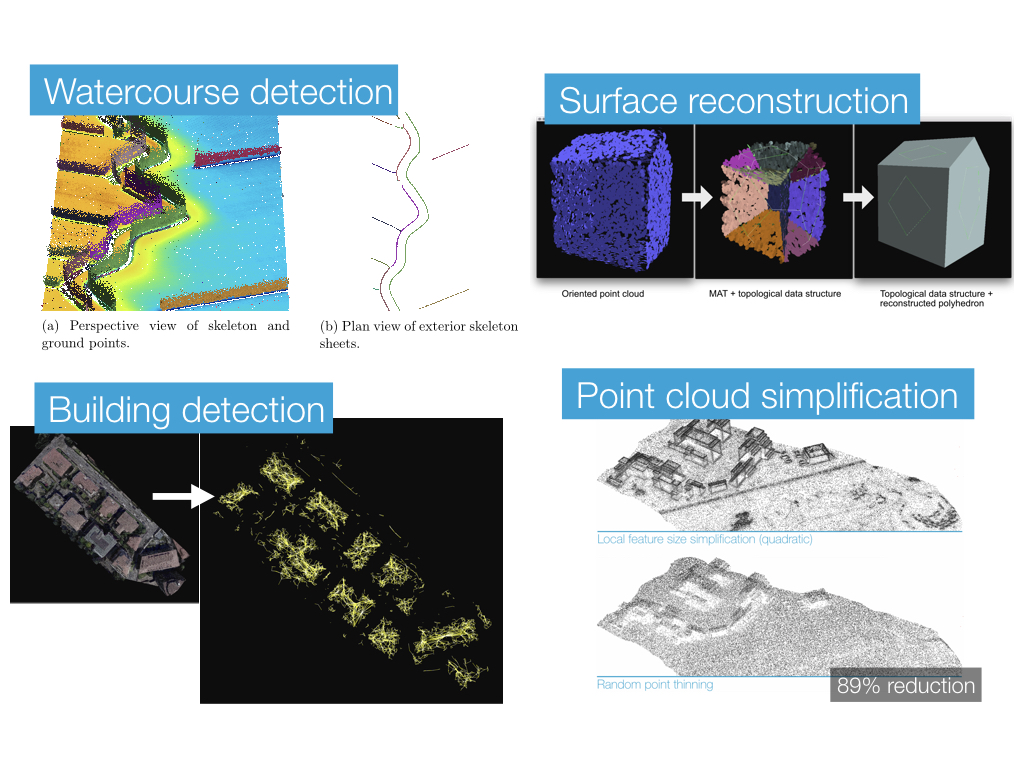 Watercourse detection
(a) Perspective view of skeleton and
ground points.
(b) Plan view of exterior skeleton
sheets.
Surface reconstruction
Oriented point cloud
MAT + topological data structure
Topological data structure +
reconstructed polyhedron
Building detection
Point cloud simplification
Local feature size simplification (quadratic)
Random point thinning
89% reduction